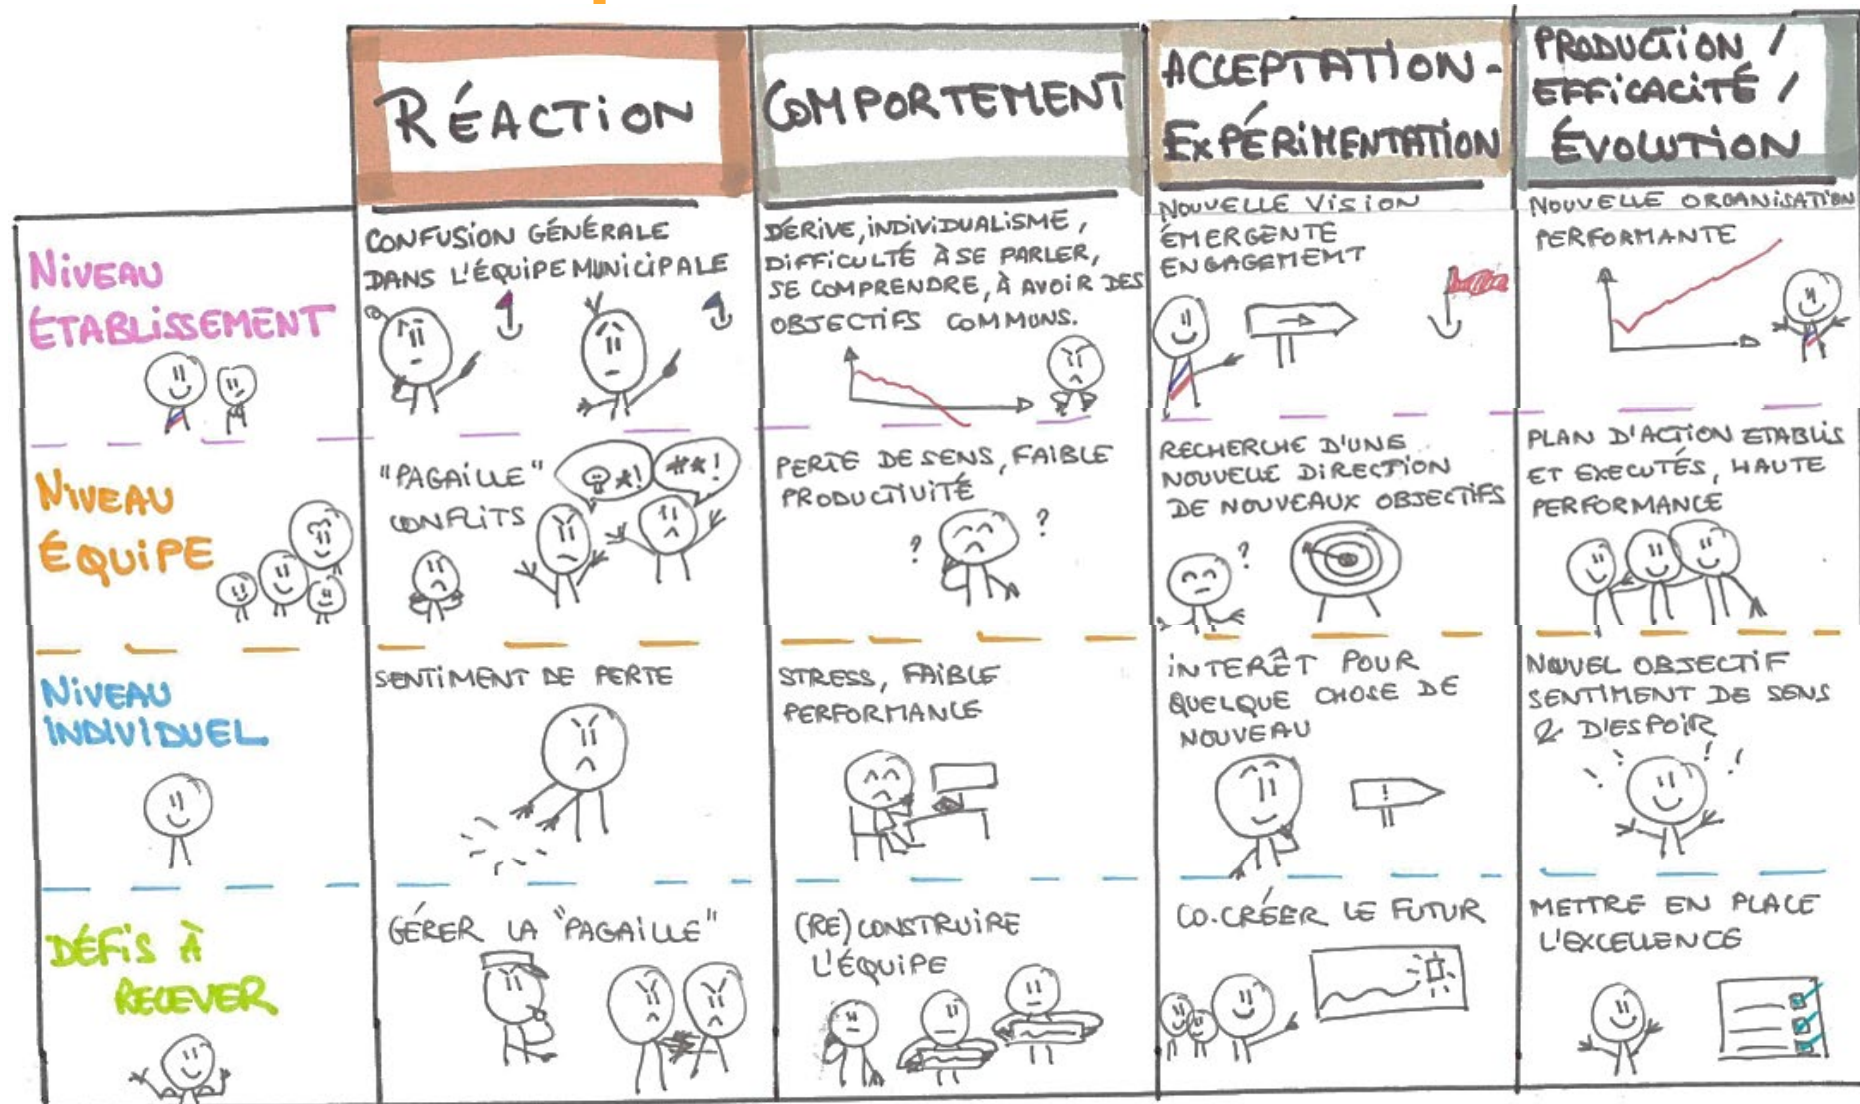 RÉACTION
COMPORTEMENT
ACCEPTATION-
EXPÉRIMENTATION
PRODUCTION /
EFFICACITÉ /
ÉVOLUTION
NIVEAU
ÉTABLISSEMENT
CONFUSION GÉNÉRALE
DANS L'ÉQUIPE MUNICIPALE
DÉRIVE, INDIVIDUALISME,
DIFFICULTÉ À SE PARLER,
SE COMPRENDRE, À AVOIR DES
OBJECTIFS COMMUNS.
NOUVELLE VISION
ÉMERGENTE
ENGAGEMEMT
NOUVELLE ORGANISATION
PERFORMANTE
NIVEAU
ÉQUIPE
"PAGAILLE"
CONFLITS
*!
**!
PERTE DE SENS, FAIBLE
PRODUCTIVITÉ
? ?
RECHERCHE D'UNE
NOUVELLE DIRECTION
DE NOUVEAUX OBJECTIFS
?
PLAN D'ACTION ETABLIS
ET EXECUTÉS, HAUTE
PERFORMANCE
NIVEAU
INDIVIDUEL
SENTIMENT DE PERTE
STRESS, FAIBLE
PERFORMANCE
INTERÊT POUR
QUELQUE CHOSE DE
NOUVEAU
!
NOUVEL OBJECTIF
SENTIMENT DE SENS
& D'ESPOIR
DÉFIS À
RELEVER
GÉRER LA "PAGAILLE"
(RE)CONSTRUIRE
L'ÉQUIPE
CO-CRÉER LE FUTUR
METTRE EN PLACE
L'EXCELLENCE